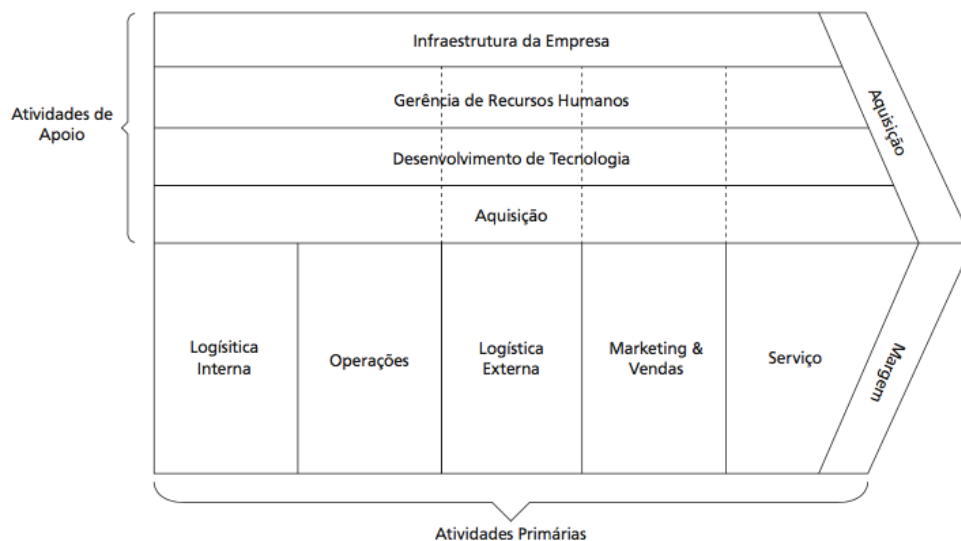 Infraestrutura da Empresa
Gerência de Recursos Humanos
Atividades de
Apoio
Aquisição
Desenvolvimento de Tecnologia
Aquisição
Logísitica
Interna
Operações
Logística
Externa
Marketing &
Vendas
Serviço
Margem
Atividades Primárias